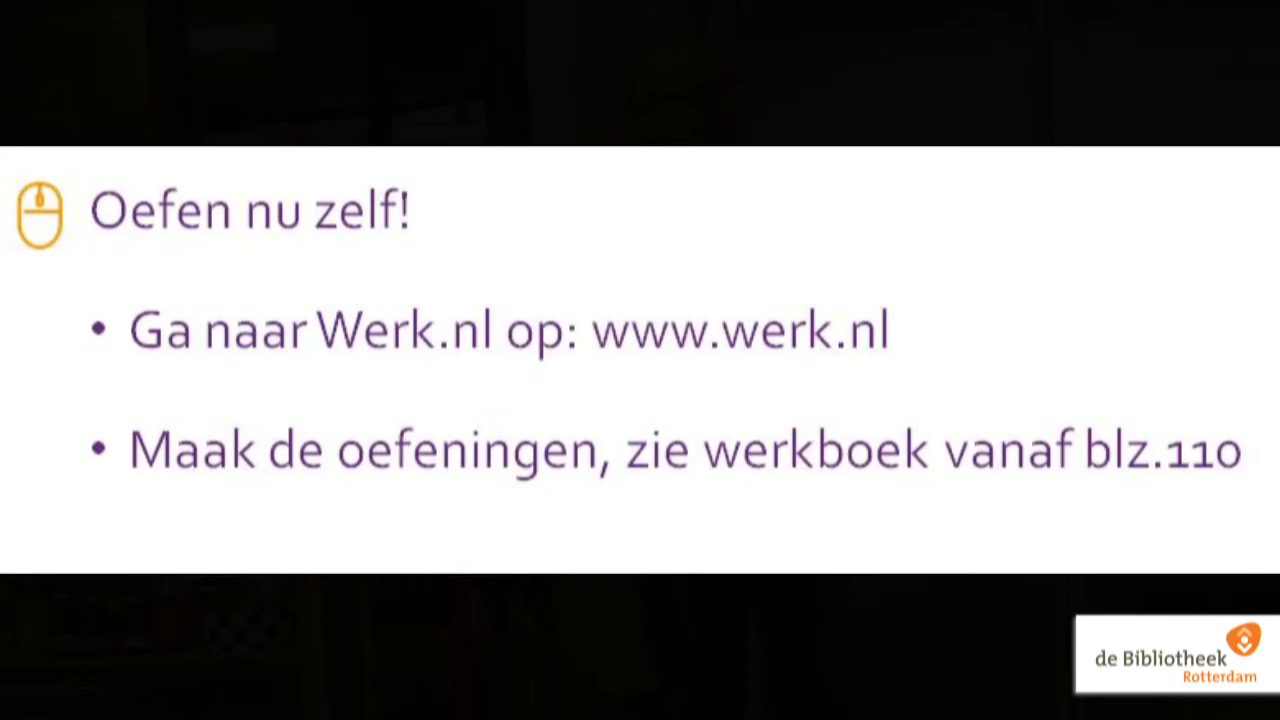 Oefen nu zelf!
• Ga naar Werk.nl op: www.werk.nl
• Maak de oefeningen, zie werkboek vanaf blz.110
de Bibliotheek
Rotterdam